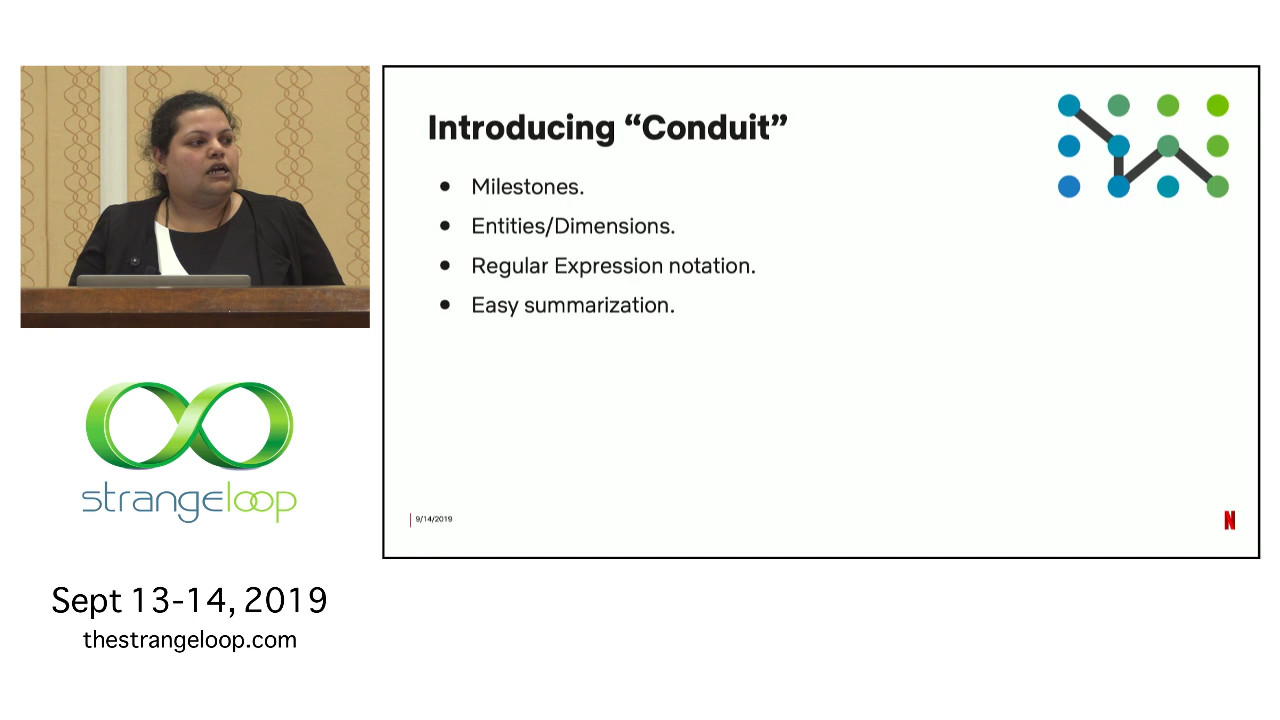 Introducing “Conduit”
● Milestones.
● Entities/Dimensions.
● Regular Expression notation.
● Easy summarization.
9/14/2019
N
strangeloop
Sept 13-14, 2019
thestrangeloop.com